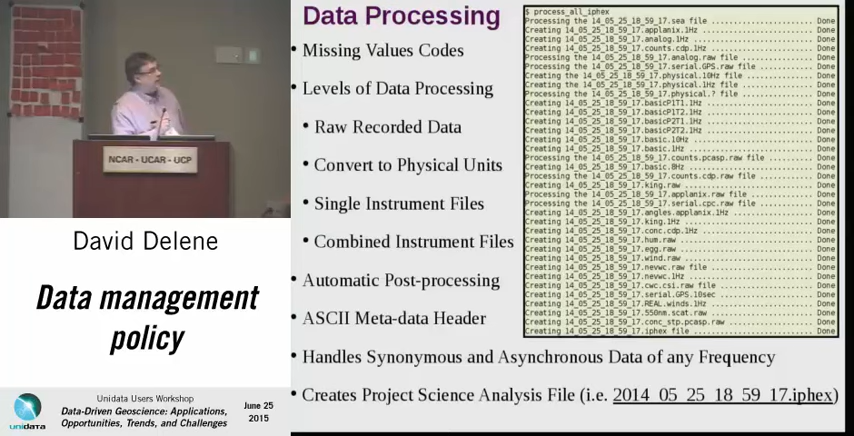 NCAR - UCAR - UCP
David Delene
Data management
policy
unidata
Unidata Users Workshop
Data-Driven Geoscience: Applications,
Opportunities, Trends, and Challenges
June 25
2015
Data Processing
• Missing Values Codes
• Levels of Data Processing
• Raw Recorded Data
• Convert to Physical Units
• Single Instrument Files
• Combined Instrument Files
• Automatic Post-processing
• ASCII Meta-data Header
• Handles Synonymous and Asynchronous Data of any Frequency
• Creates Project Science Analysis File (i.e. 2014_05_25_18_59_17.iphex)
$ process_all_iphex
Processing the 14_05_25_18_59_17.sea file ... Done
Creating 14_05_25_18_59_17.applanix.1Hz ... Done
Creating 14_05_25_18_59_17.analog.1Hz ... Done
Creating 14_05_25_18_59_17.counts.cdp.1Hz ... Done
Processing the 14_05_25_18_59_17.analog.raw file ... Done
Processing the 14_05_25_18_59_17.serial.GPS.raw file ... Done
Creating the 14_05_25_18_59_17.physical.10Hz file ... Done
Creating the 14_05_25_18_59_17.physical.1Hz file ... Done
Processing the 14_05_25_18_59_17.physical.? file ... Done
Creating 14_05_25_18_59_17.basicP1T1.1Hz ... Done
Creating 14_05_25_18_59_17.basicP1T2.1Hz ... Done
Creating 14_05_25_18_59_17.basicP2T1.1Hz ... Done
Creating 14_05_25_18_59_17.basicP2T2.1Hz ... Done
Creating 14_05_25_18_59_17.basic.10Hz ... Done
Creating 14_05_25_18_59_17.basic.1Hz ... Done
Processing the 14_05_25_18_59_17.counts.pcasp.raw file ... Done
Creating 14_05_25_18_59_17.basic.8Hz ... Done
Processing the 14_05_25_18_59_17.counts.cdp.raw file ... Done
Creating 14_05_25_18_59_17.king.raw ... Done
Processing the 14_05_25_18_59_17.applanix.raw file ... Done
Processing the 14_05_25_18_59_17.serial.cpc.raw file ... Done
Creating 14_05_25_18_59_17.angles.applanix.1Hz ... Done
Creating 14_05_25_18_59_17.king.1Hz ... Done
Creating 14_05_25_18_59_17.conc.cdp.1Hz ... Done
Creating 14_05_25_18_59_17.hum.raw ... Done
Creating 14_05_25_18_59_17.egg.raw ... Done
Creating 14_05_25_18_59_17.wind.raw ... Done
Creating 14_05_25_18_59_17.nevwc.raw file ... Done
Creating 14_05_25_18_59_17.nevwc.1Hz ... Done
Creating 14_05_25_18_59_17.cwc.csi.raw file ... Done
Creating 14_05_25_18_59_17.serial.GPS.10sec ... Done
Creating 14_05_25_18_59_17.REAL.winds.1Hz ... Done
Creating 14_05_25_18_59_17.550nm.scat.raw ... Done
Creating 14_05_25_18_59_17.conc_stp.pcasp.raw ... Done
Creating 14_05_25_18_59_17.iphex file ... Done